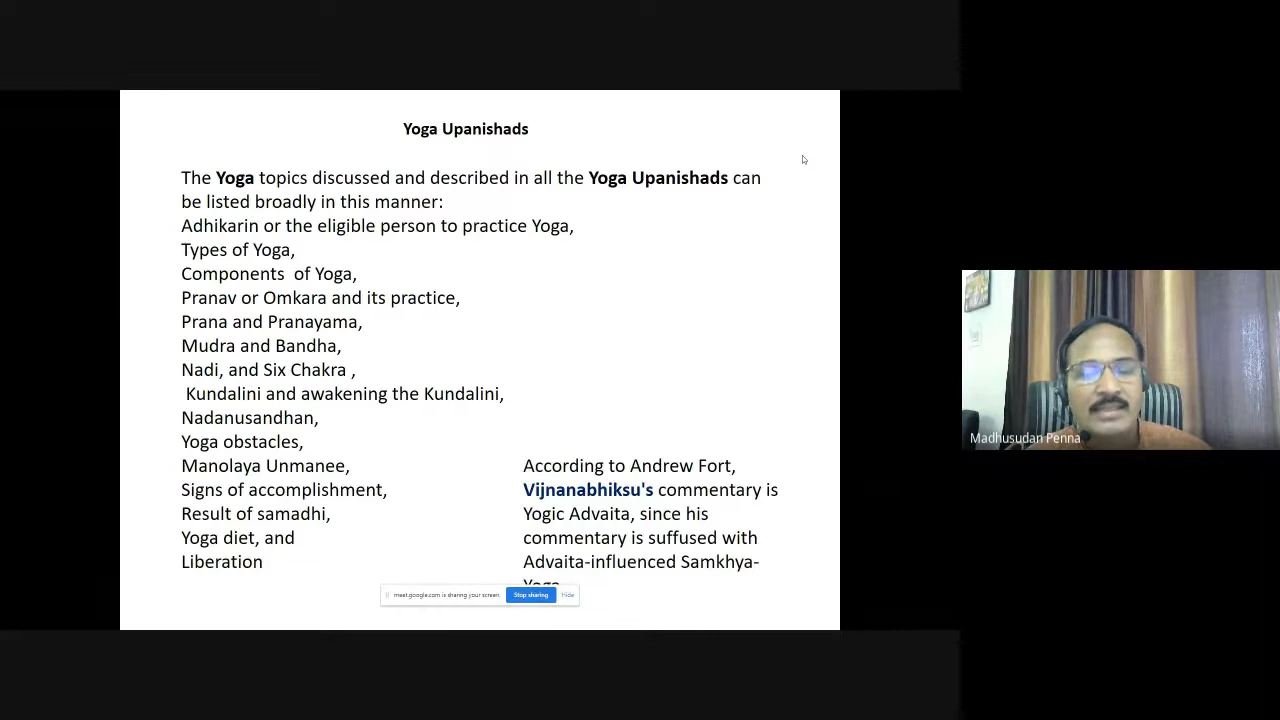 Yoga Upanishads
The Yoga topics discussed and described in all the Yoga Upanishads can
be listed broadly in this manner:
Adhikarin or the eligible person to practice Yoga,
Types of Yoga,
Components  of Yoga,
Pranav or Omkara and its practice,
Prana and Pranayama,
Mudra and Bandha,
Nadi, and Six Chakra ,
Kundalini and awakening the Kundalini,
Nadanusandhan,
Yoga obstacles,
Manolaya Unmanee,
Signs of accomplishment,
Result of samadhi,
Yoga diet, and
Liberation
According to Andrew Fort,
Vijnanabhiksu's commentary is
Yogic Advaita, since his
commentary is suffused with
Advaita-influenced Samkhya-
Yoga
meet.google.com is sharing your screen Stop sharing Hide
Madhusudan Penna